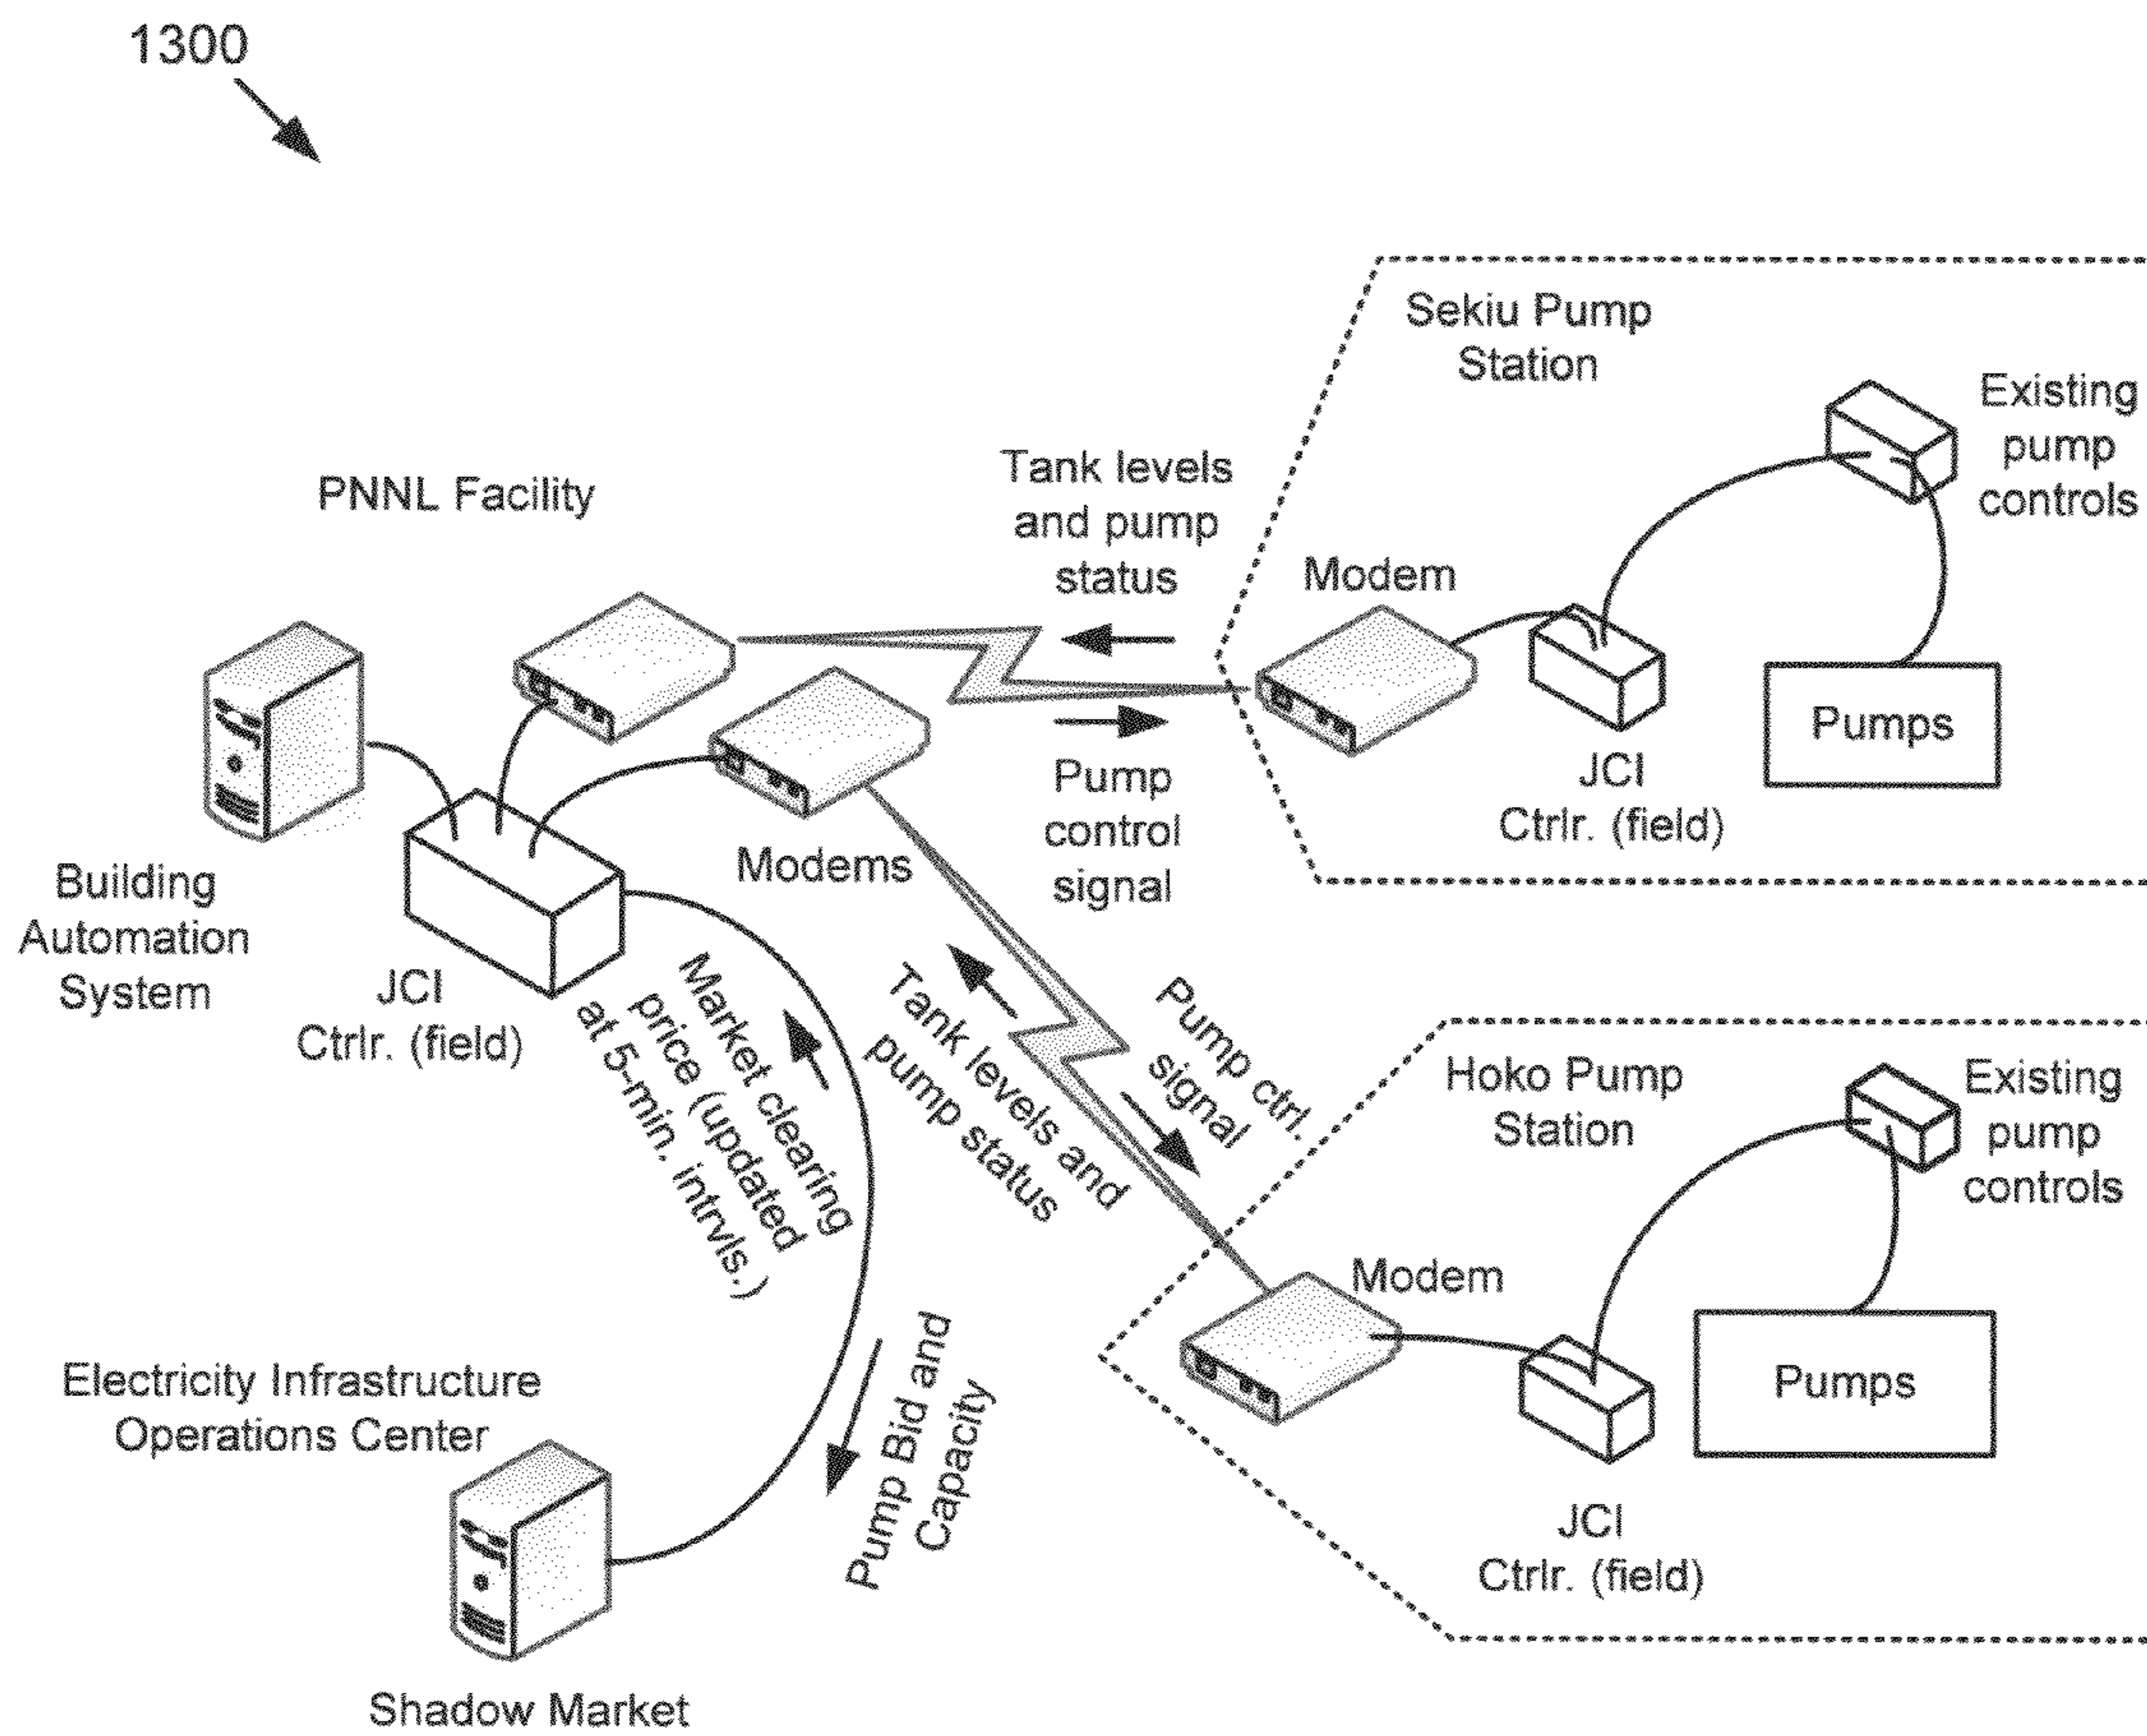 1300
Sekiu Pump
Station
Existing
pump
controls
Tank levels
and pump
status
PNNL Facility
Modem
Pumps
JCI
Ctrlr. (field)
Pump
control
signal
Modems
Building
Automation
System
JCI
Ctrlr. (field)
Market clearing
price (updated
at 5-min. intrvls.)
Tank levels and
pump status
Pump ctrl.
signal
Hoko Pump
Station
Existing
pump
controls
Modem
Pumps
JCI
Ctrlr. (field)
Pump Bid and
Capacity
Electricity Infrastructure
Operations Center
Shadow Market